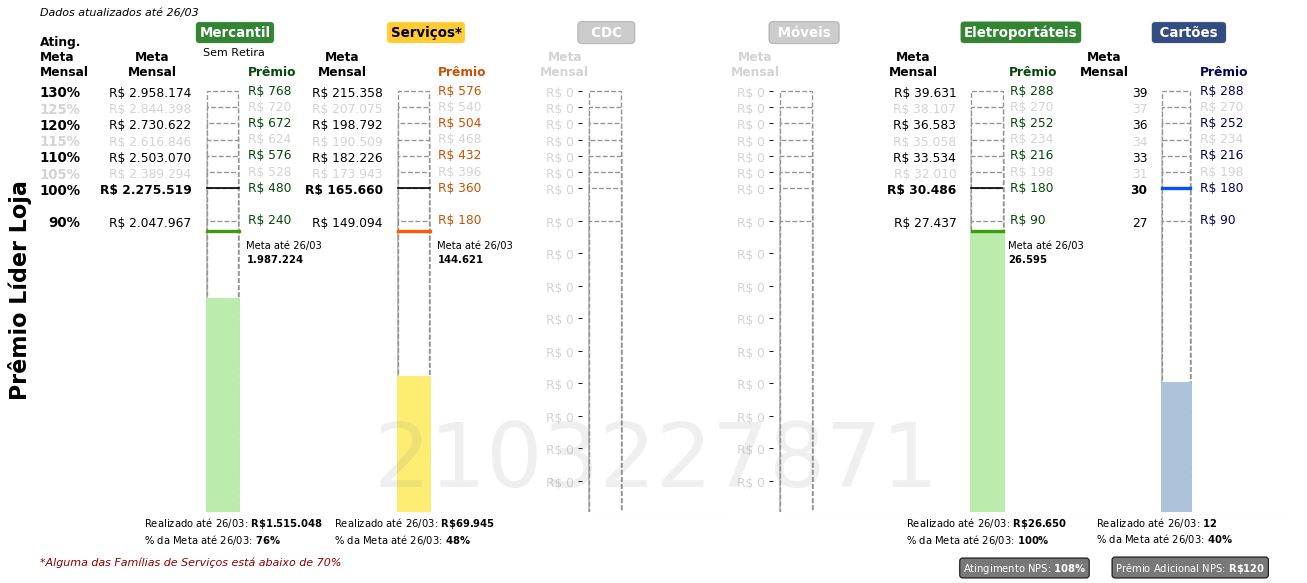 Dados atualizados até 26/03
Mercantil Serviços* CDC Móveis Eletroportáteis Cartões
Sem Retira
Ating. Meta Mensal Meta Mensal Prêmio Meta Mensal Prêmio Meta Mensal Meta Mensal Meta Mensal Prêmio Meta Mensal Prêmio
130% R$ 2.958.174 R$ 768 R$ 215.358 R$ 576 R$ 0 R$ 0 R$ 39.631 R$ 288 39 R$ 288
125% R$ 2.844.398 R$ 720 R$ 207.075 R$ 540 R$ 0 R$ 0 R$ 38.107 R$ 270 37 R$ 270
120% R$ 2.730.622 R$ 672 R$ 198.792 R$ 504 R$ 0 R$ 0 R$ 36.583 R$ 252 36 R$ 252
115% R$ 2.616.846 R$ 624 R$ 190.509 R$ 468 R$ 0 R$ 0 R$ 35.058 R$ 234 34 R$ 234
110% R$ 2.503.070 R$ 576 R$ 182.226 R$ 432 R$ 0 R$ 0 R$ 33.534 R$ 216 33 R$ 216
105% R$ 2.389.294 R$ 528 R$ 173.943 R$ 396 R$ 0 R$ 0 R$ 32.010 R$ 198 31 R$ 198
100% R$ 2.275.519 R$ 480 R$ 165.660 R$ 360 R$ 0 R$ 0 R$ 30.486 R$ 180 30 R$ 180
90% R$ 2.047.967 R$ 240 R$ 149.094 R$ 180 R$ 0 R$ 0 R$ 27.437 R$ 90 27 R$ 90
Meta até 26/03 Meta até 26/03 Meta até 26/03
1.987.224 144.621 R$ 0 R$ 0 26.595
R$ 0 R$ 0
R$ 0 R$ 0
R$ 0 R$ 0
R$ 0 R$ 0
R$ 0 R$ 0
R$ 0 R$ 0
R$ 0 R$ 0
Prêmio Líder Loja
2103227871
Realizado até 26/03: R$1.515.048 Realizado até 26/03: R$69.945 Realizado até 26/03: R$26.650 Realizado até 26/03: 12
% da Meta até 26/03: 76% % da Meta até 26/03: 48% % da Meta até 26/03: 100% % da Meta até 26/03: 40%
*Alguma das Famílias de Serviços está abaixo de 70%
Atingimento NPS: 108% Prêmio Adicional NPS: R$120